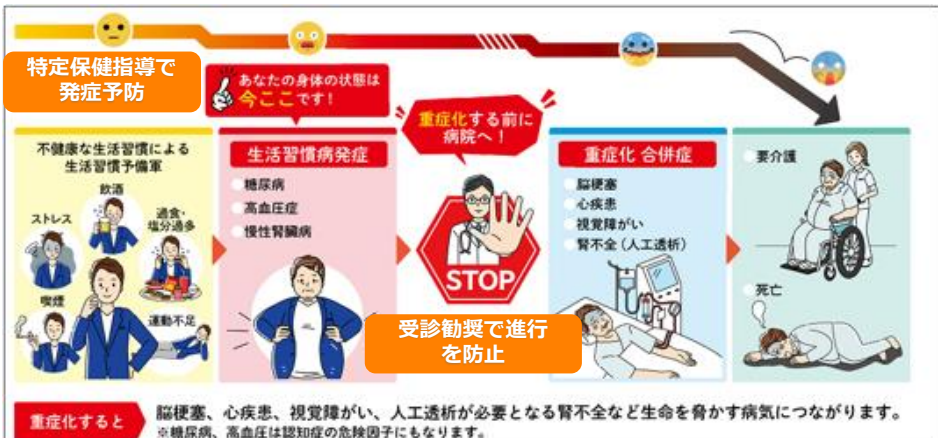 特定保健指導で
発症予防
あなたの身体の状態は
今ここです！
重症化する前に
病院へ！
不健康な生活習慣による
生活習慣予備軍
飲酒
ストレス
過食・
塩分過多
喫煙
運動不足
生活習慣病発症
糖尿病
高血圧症
慢性腎臓病
STOP
受診勧奨で進行
を防止
重症化 合併症
脳梗塞
心疾患
視覚障がい
腎不全（人工透析）
要介護
死亡
重症化すると
脳梗塞、心疾患、視覚障がい、人工透析が必要となる腎不全など生命を脅かす病気につながります。
※糖尿病、高血圧は認知症の危険因子にもなります。